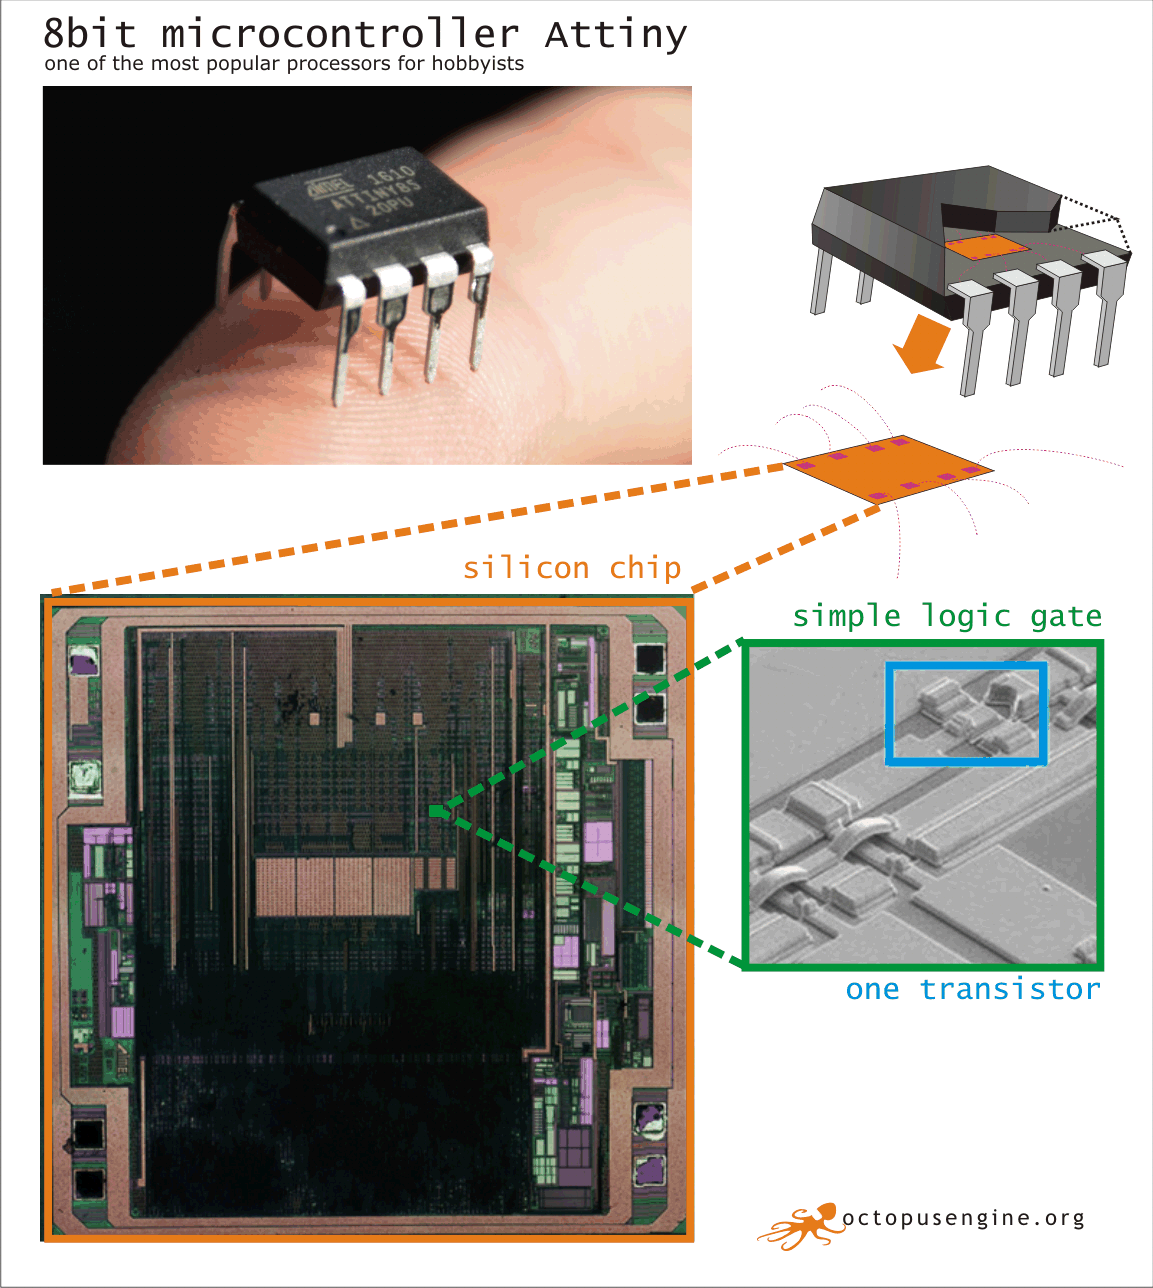 8bit microcontroller Attiny
one of the most popular processors for hobbyists
ATMEL 1610
ATTINY85
20PU
silicon chip
simple logic gate
one transistor
octopusengine.org